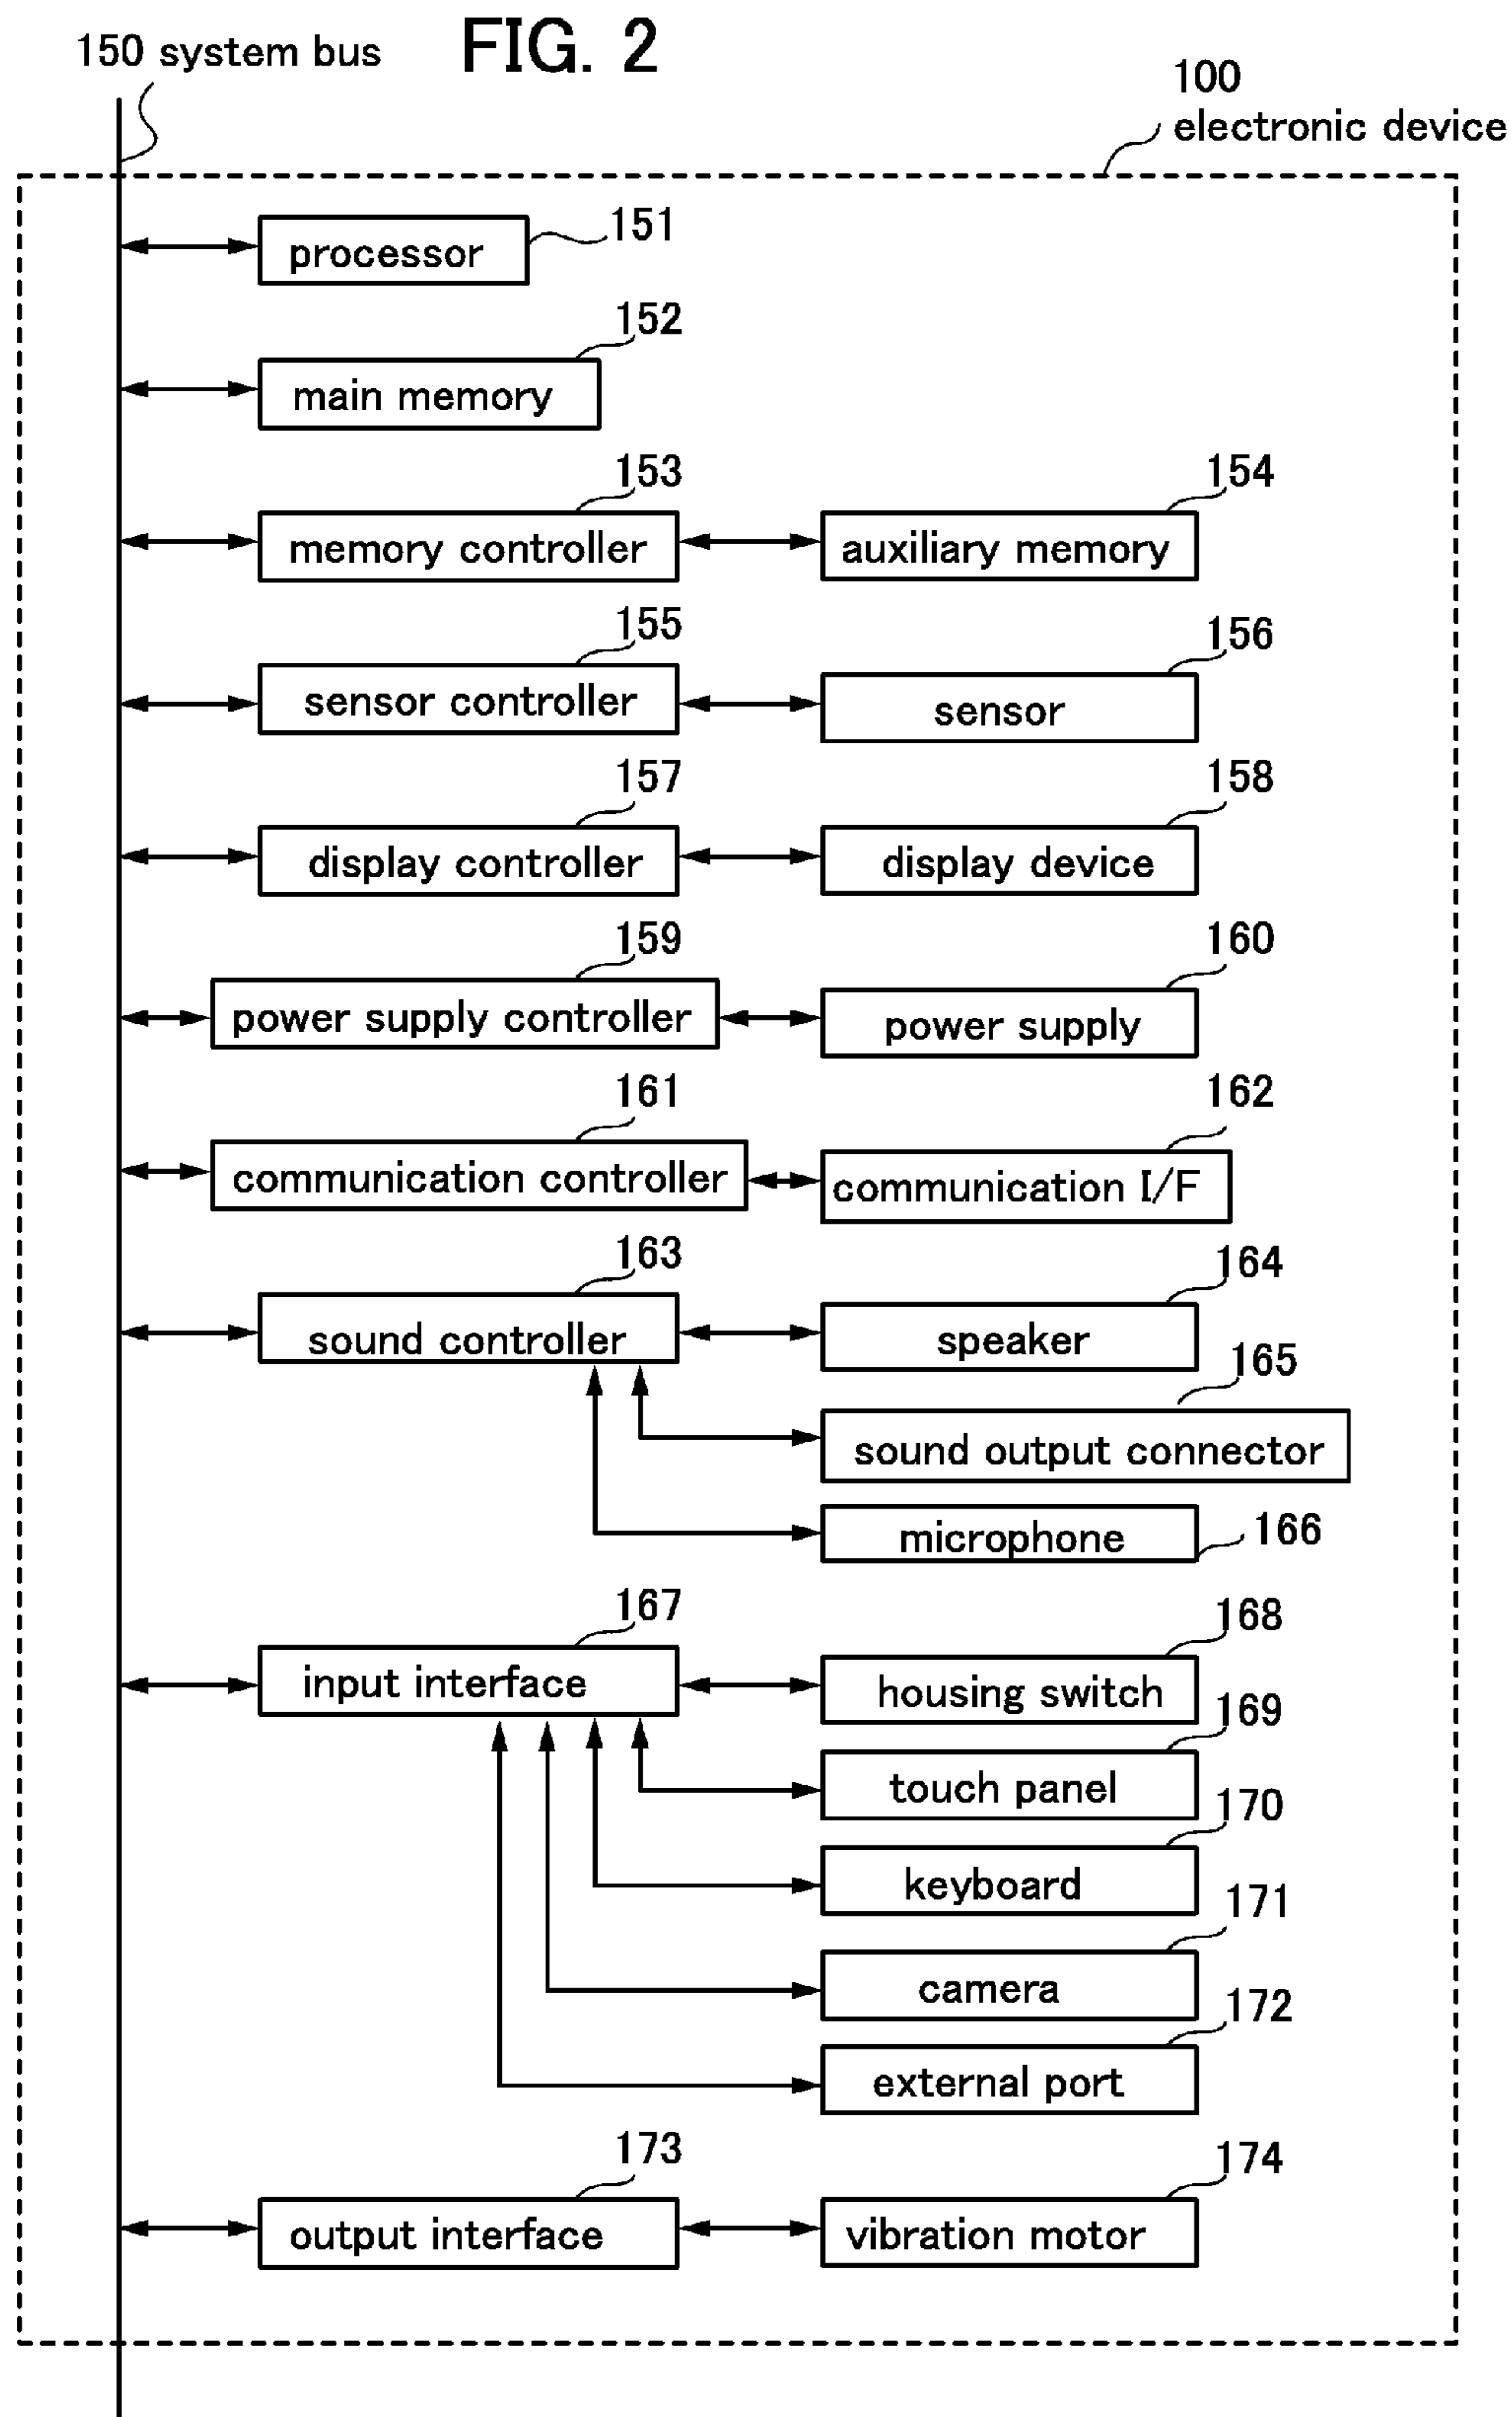 150 system bus
FIG. 2
100
electronic device
151
processor
152
main memory
153
154
memory controller
auxiliary memory
155
156
sensor controller
sensor
157
158
display controller
display device
159
160
power supply controller
power supply
161
162
communication controller
communication I/F
163
164
sound controller
speaker
165
sound output connector
microphone
166
167
168
input interface
housing switch
169
touch panel
170
keyboard
171
camera
172
external port
173
174
output interface
vibration motor